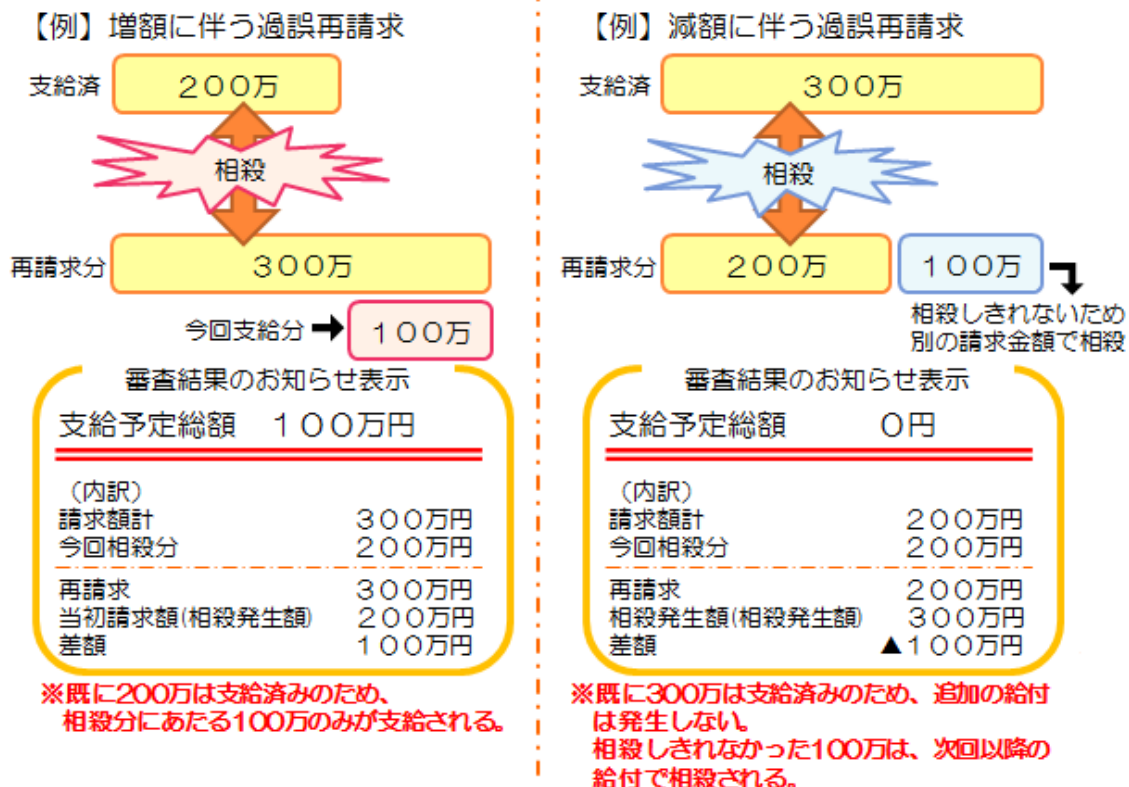 【例】増額に伴う過誤再請求
支給済
200万
相殺
再請求分
300万
今回支給分➡
100万
審査結果のお知らせ表示
支給予定総額 100万円
（内訳）
請求額計 300万円
今回相殺分 200万円
再請求 300万円
当初請求額(相殺発生額) 200万円
差額 100万円
※既に200万は支給済みのため、
相殺分にあたる100万のみが支給される。
【例】減額に伴う過誤再請求
支給済
300万
相殺
再請求分
200万
100万
相殺しきれないため
別の請求金額で相殺
審査結果のお知らせ表示
支給予定総額 0円
（内訳）
請求額計 200万円
今回相殺分 200万円
再請求 200万円
相殺発生額(相殺発生額) 300万円
差額 ▲100万円
※既に300万は支給済みのため、追加の給付
は発生しない。
相殺しきれなかった100万は、次回以降の
給付で相殺される。